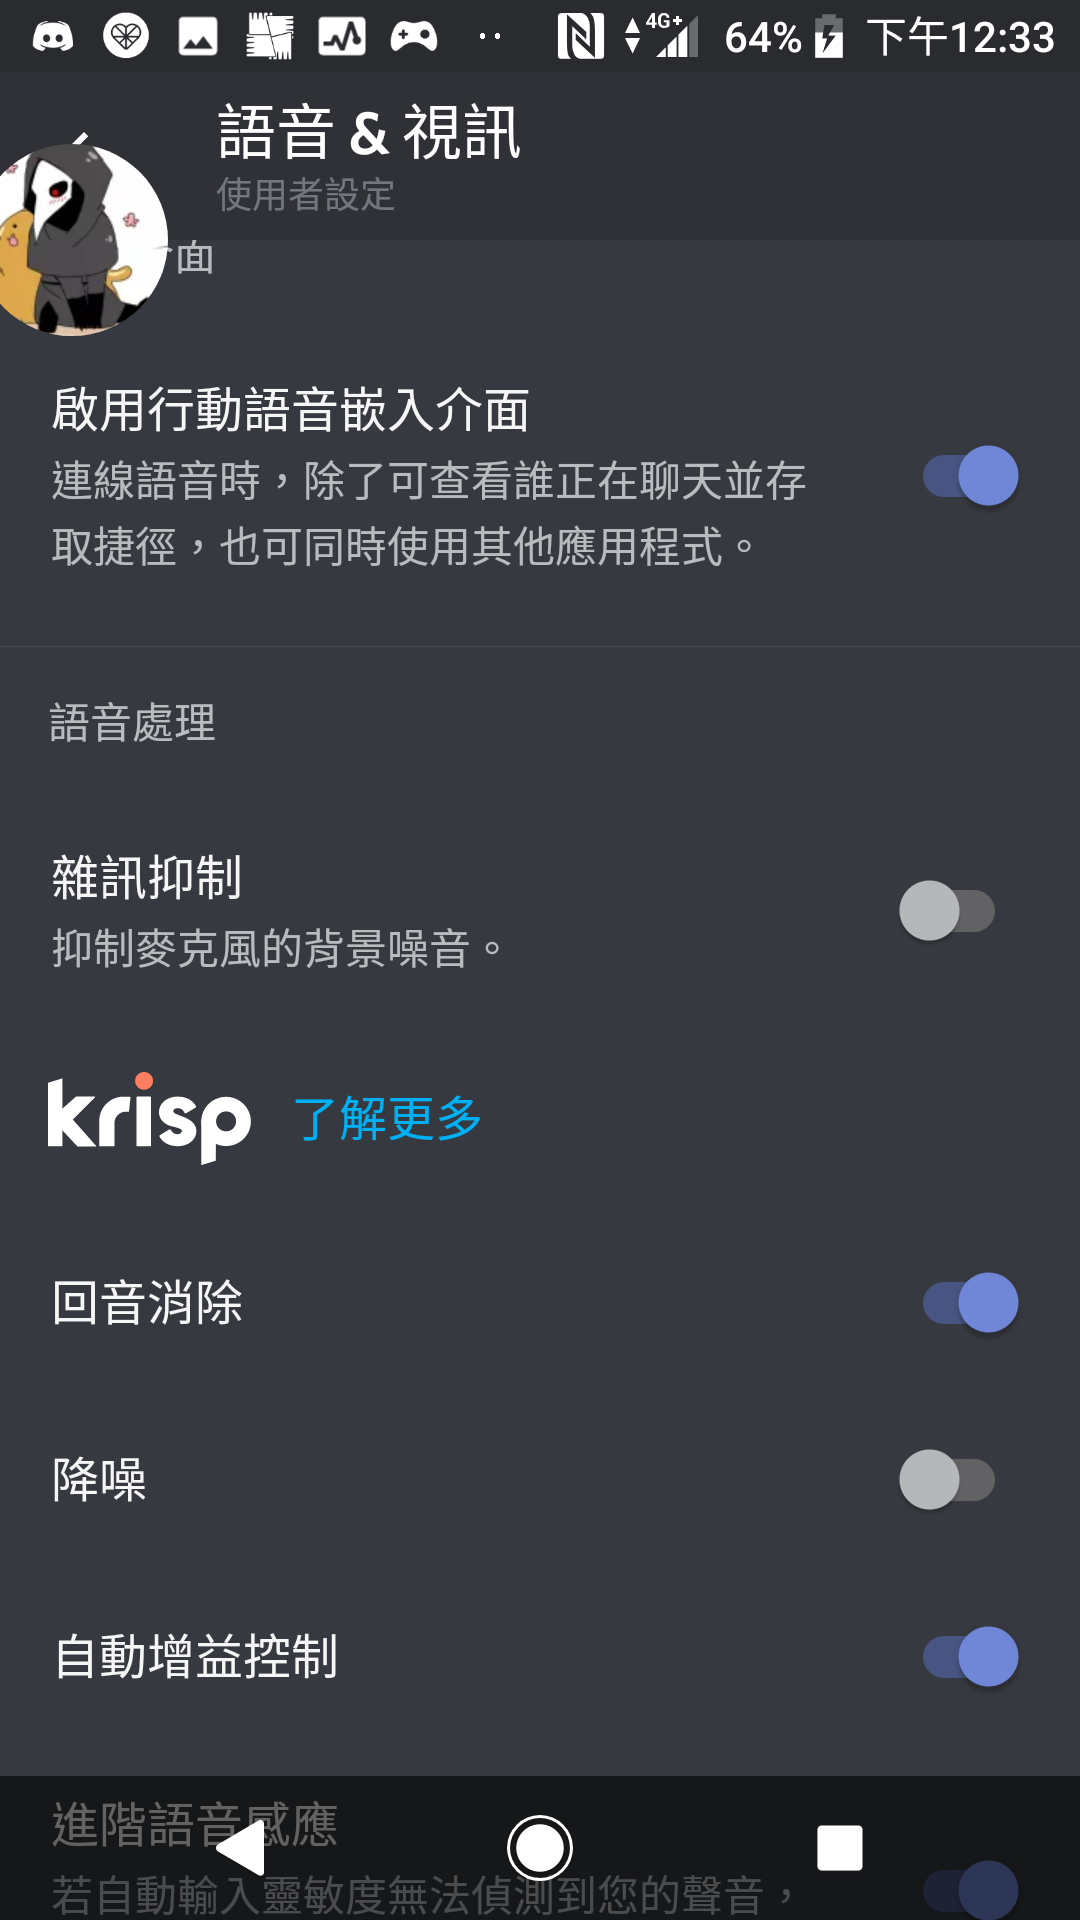 4G+ 64% 下午12:33
語音 & 視訊
使用者設定
面
啟用行動語音嵌入介面
連線語音時，除了可查看誰正在聊天並存
取捷徑，也可同時使用其他應用程式。
語音處理
雜訊抑制
抑制麥克風的背景噪音。
krisp 了解更多
回音消除
降噪
自動增益控制
進階語音感應
若自動輸入靈敏度無法偵測到您的聲音，